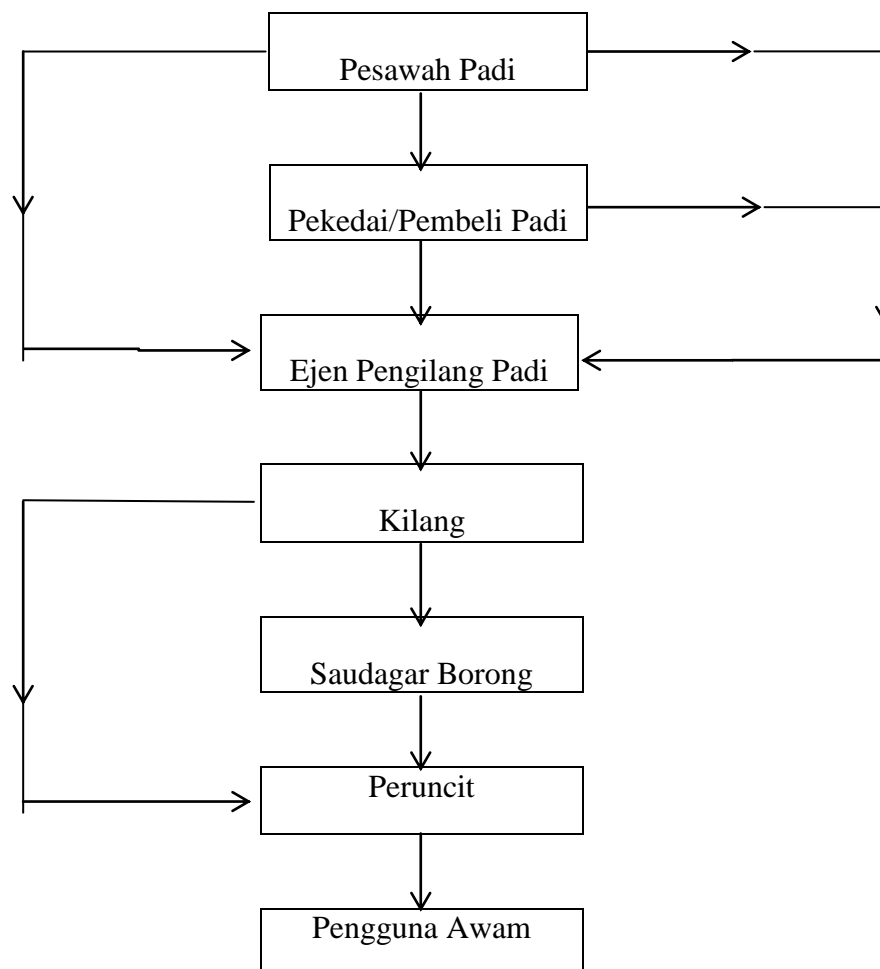 Pesawah Padi
Pekedai/Pembeli Padi
Ejen Pengilang Padi
Kilang
Saudagar Borong
Peruncit
Pengguna Awam